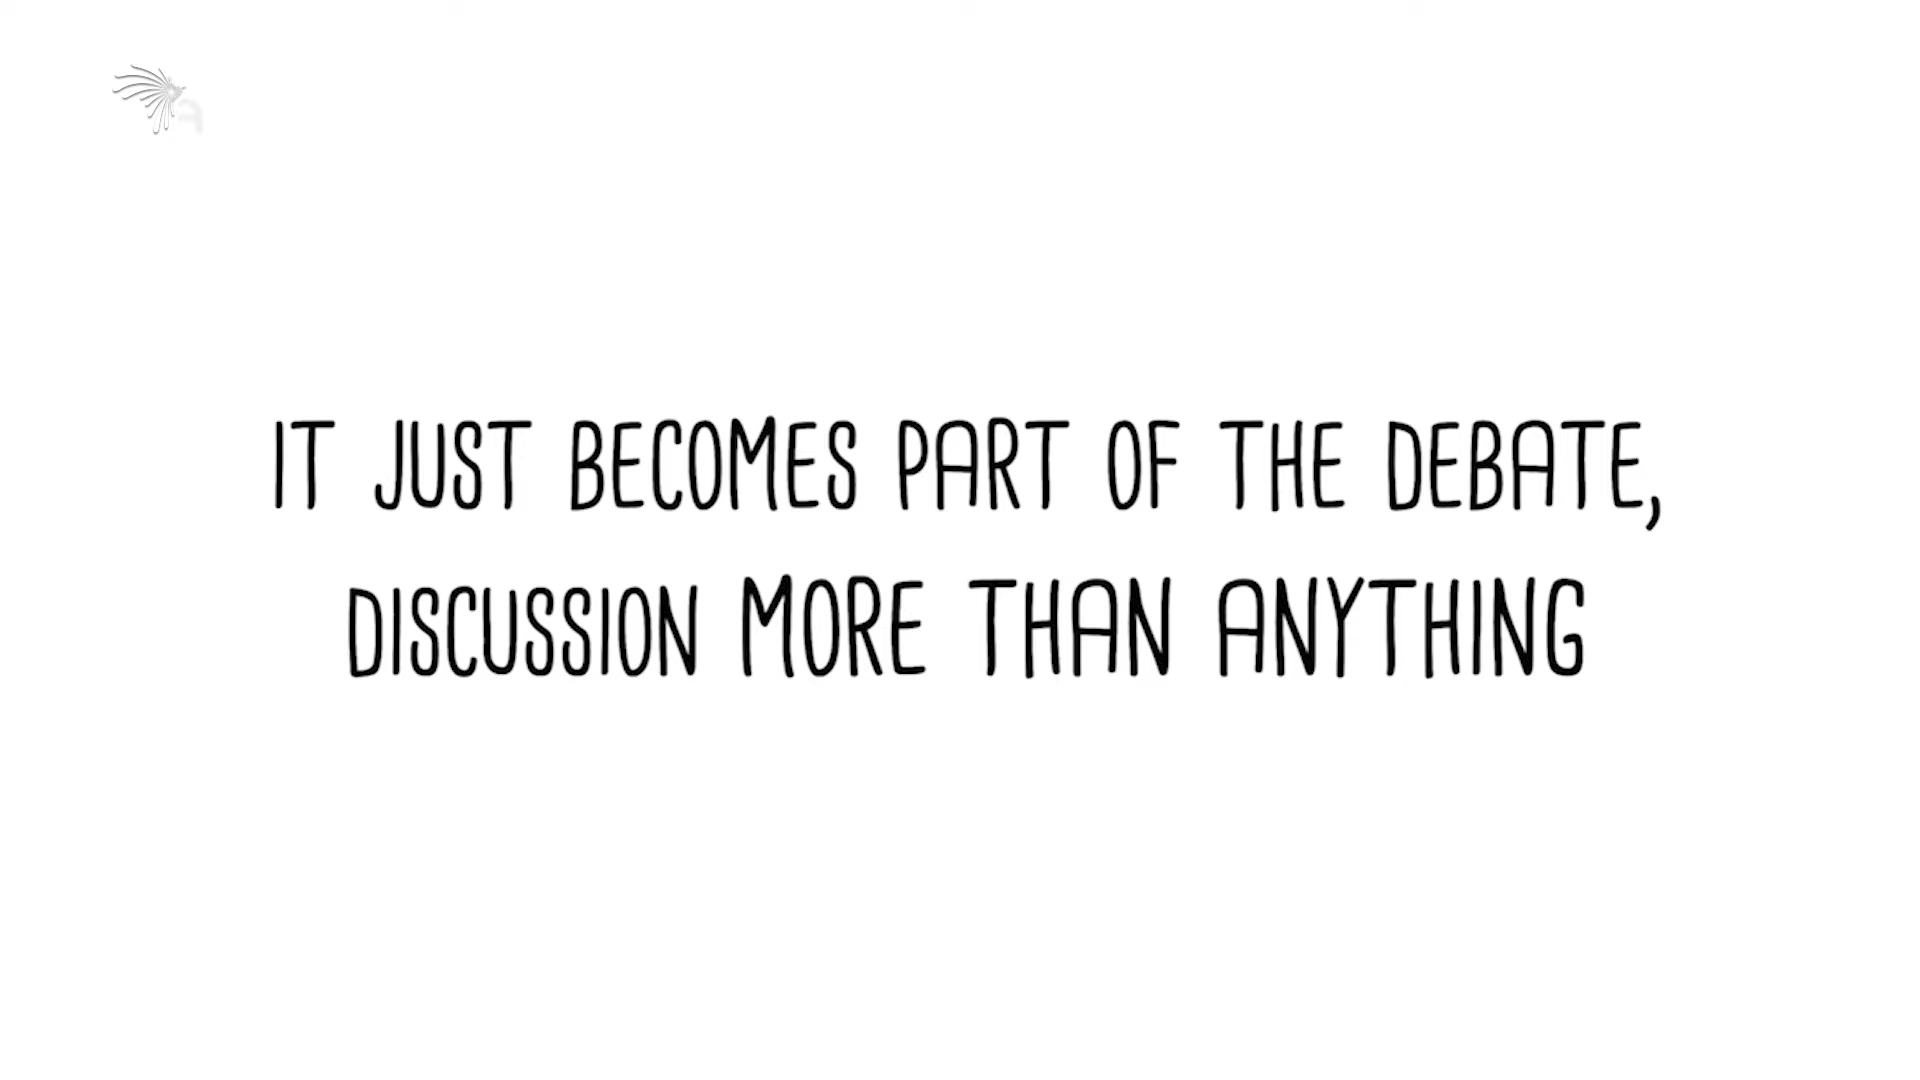 IT JUST BECOMES PART OF THE DEBATE,
DISCUSSION MORE THAN ANYTHING